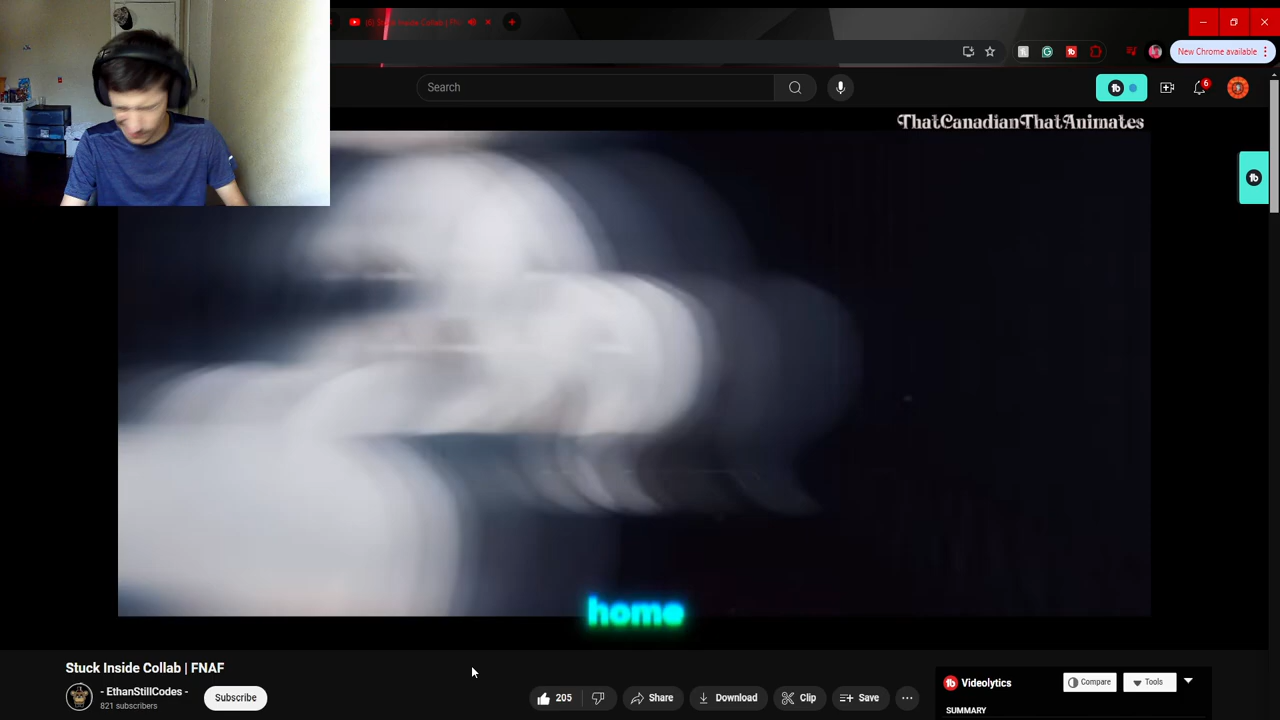 New Chrome available
Search
6
ThatCanadianThatAnimates
home
Stuck Inside Collab | FNAF
- EthanStillCodes -
821 subscribers
Subscribe
205
Share
Download
Clip
Save
Videolytics
Compare
Tools
SUMMARY